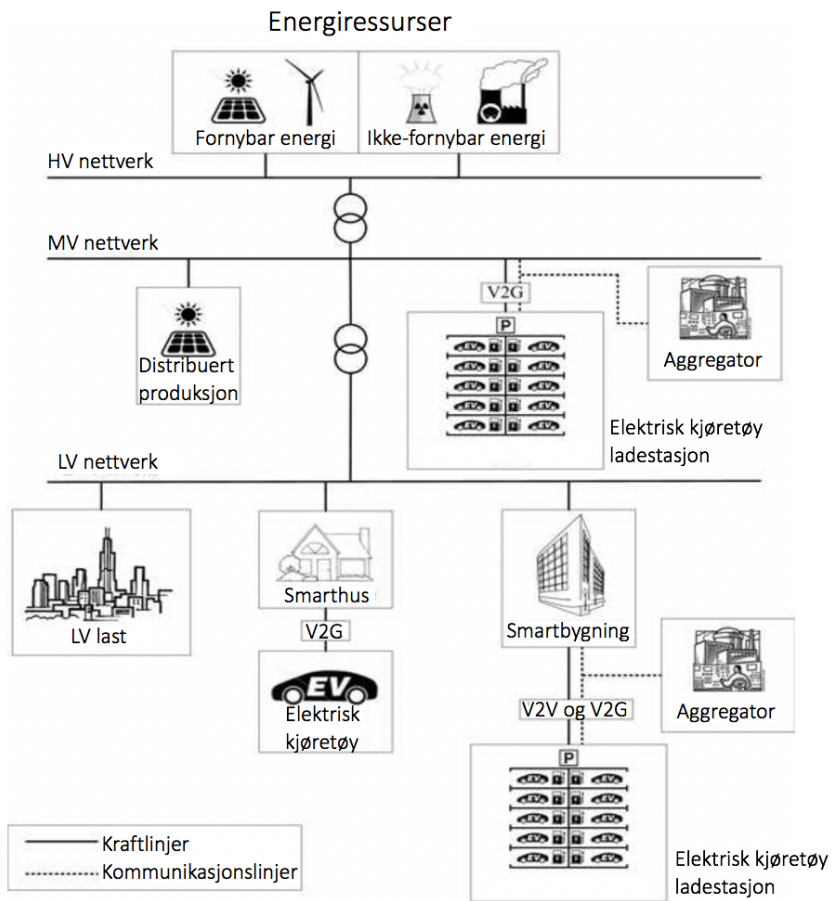 Energiressurser
Fornybar energi
Ikke-fornybar energi
HV nettverk
MV nettverk
V2G
P
Distribuert
produksjon
Aggregator
Elektrisk kjøretøy
ladestasjon
LV nettverk
LV last
Smarthus
V2G
EV
Elektrisk
kjøretøy
Smartbygning
V2V og V2G
Aggregator
P
Elektrisk kjøretøy
ladestasjon
Kraftlinjer
Kommunikasjonslinjer